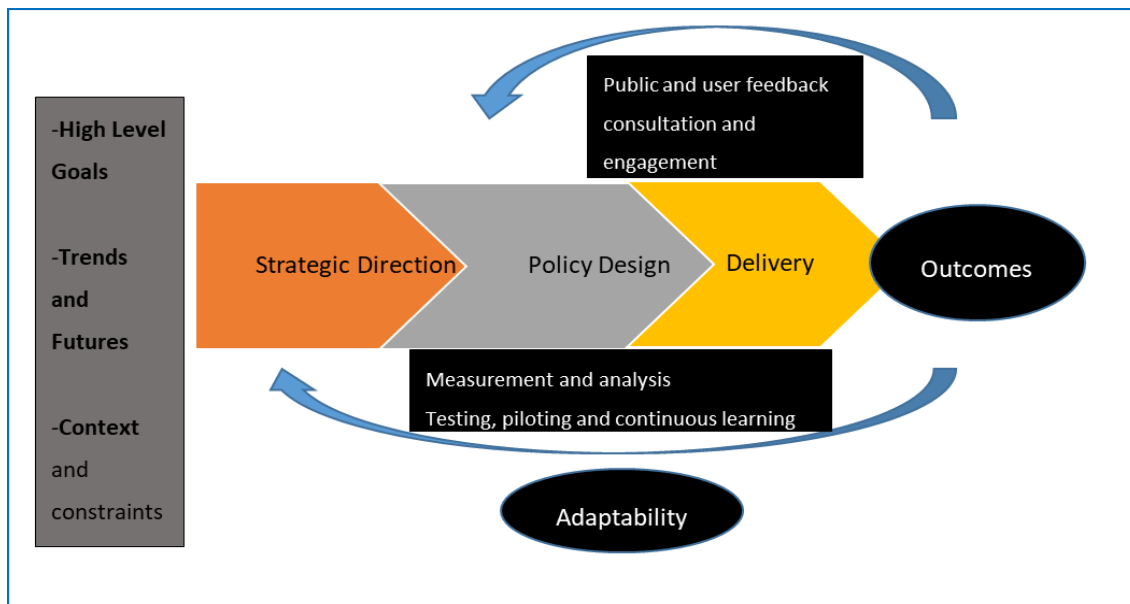 -High Level
Goals
-Trends
and
Futures
-Context
and
constraints
Public and user feedback
consultation and
engagement
Strategic Direction
Policy Design
Delivery
Outcomes
Measurement and analysis
Testing, piloting and continuous learning
Adaptability